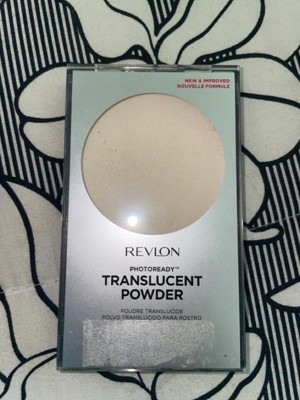 NEW & IMPROVED
NOUVELLE FORMULE
REVLON
PHOTOREADY™
TRANSLUCENT
POWDER
POUDRE TRANSLUCIDE
POLVO TRANSLÚCIDO PARA ROSTRO